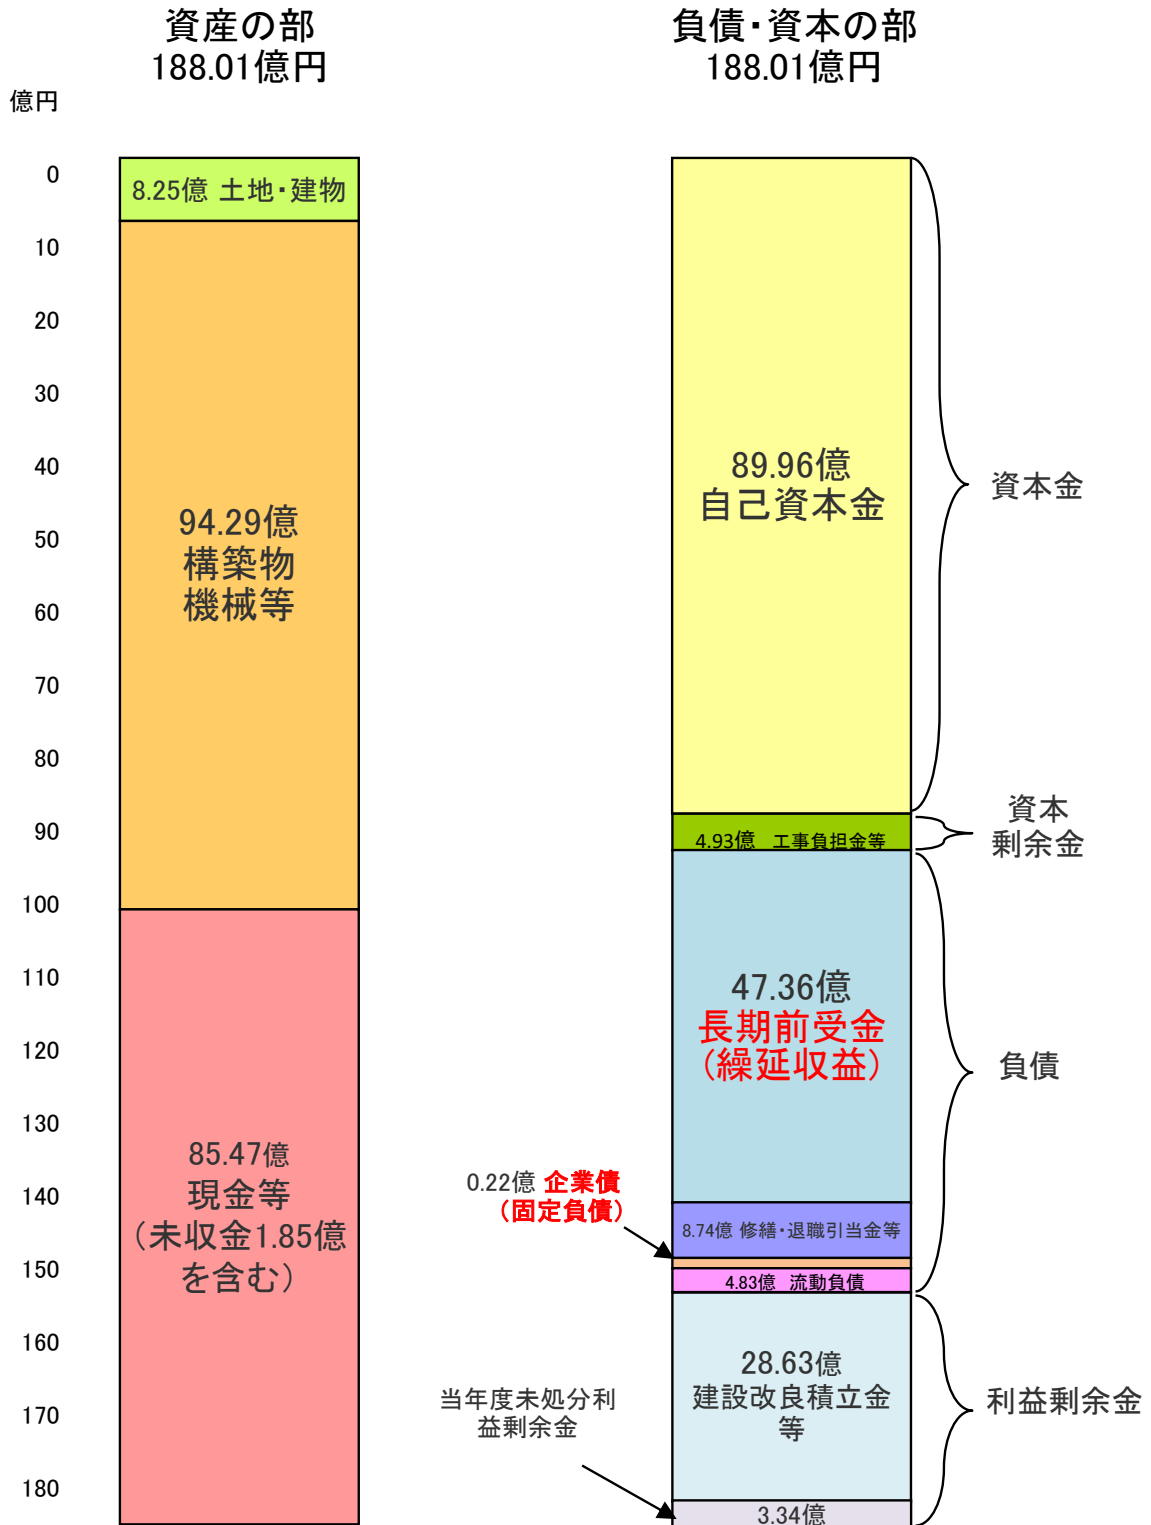 資産の部
188.01億円
負債・資本の部
188.01億円
億円
0
10
20
30
40
50
60
70
80
90
100
110
120
130
140
150
160
170
180
8.25億 土地・建物
94.29億
構築物
機械等
85.47億
現金等
（未収金1.85億
を含む）
89.96億
自己資本金
4.93億 工事負担金等
47.36億
長期前受金
（繰延収益）
0.22億 企業債
（固定負債）
8.74億 修繕・退職引当金等
4.83億 流動負債
28.63億
建設改良積立金
等
当年度未処分利
益剰余金
3.34億
資本金
資本
剰余金
負債
利益剰余金